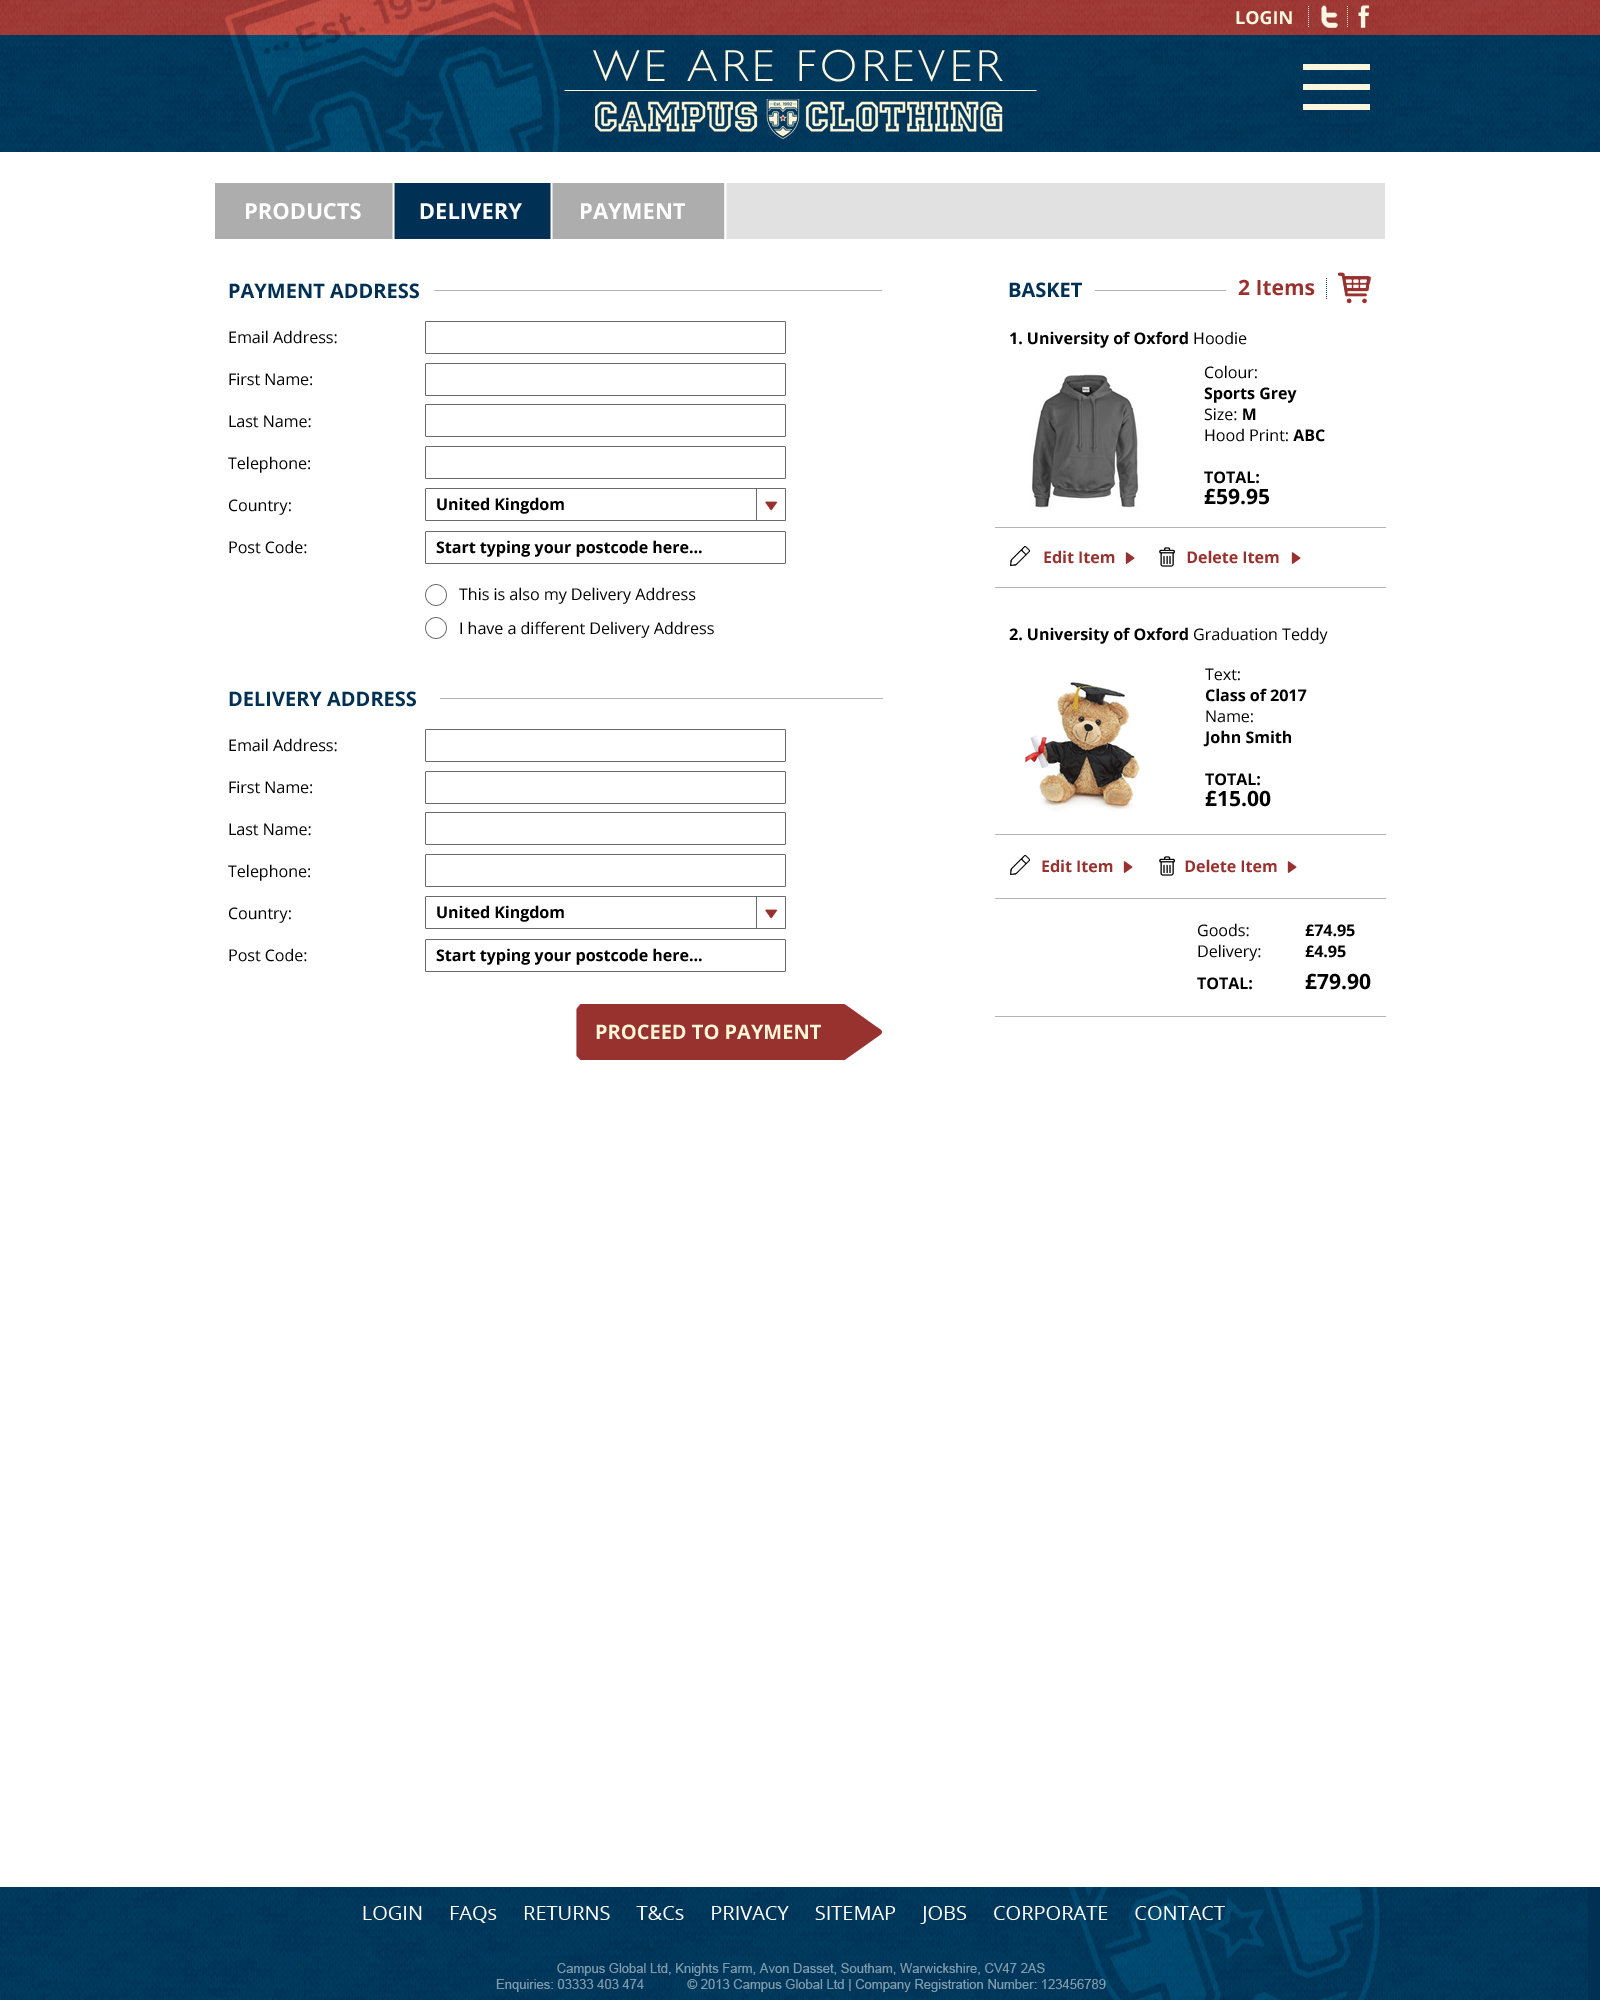 ... Est. 1992
LOGIN
WE ARE FOREVER
CAMPUS CLOTHING
Est. 1992
PRODUCTS
DELIVERY
PAYMENT
PAYMENT ADDRESS
Email Address:
First Name:
Last Name:
Telephone:
Country:
United Kingdom
Post Code:
Start typing your postcode here...
This is also my Delivery Address
I have a different Delivery Address
DELIVERY ADDRESS
Email Address:
First Name:
Last Name:
Telephone:
Country:
United Kingdom
Post Code:
Start typing your postcode here...
PROCEED TO PAYMENT
BASKET
2 Items
1. University of Oxford Hoodie
Colour:
Sports Grey
Size: M
Hood Print: ABC
TOTAL:
£59.95
Edit Item
Delete Item
2. University of Oxford Graduation Teddy
Text:
Class of 2017
Name:
John Smith
TOTAL:
£15.00
Edit Item
Delete Item
Goods: £74.95
Delivery: £4.95
TOTAL: £79.90
LOGIN FAQs RETURNS T&Cs PRIVACY SITEMAP JOBS CORPORATE CONTACT
Campus Global Ltd, Knights Farm, Avon Dasset, Southam, Warwickshire, CV47 2AS
Enquiries: 03333 403 474 © 2013 Campus Global Ltd | Company Registration Number: 123456789